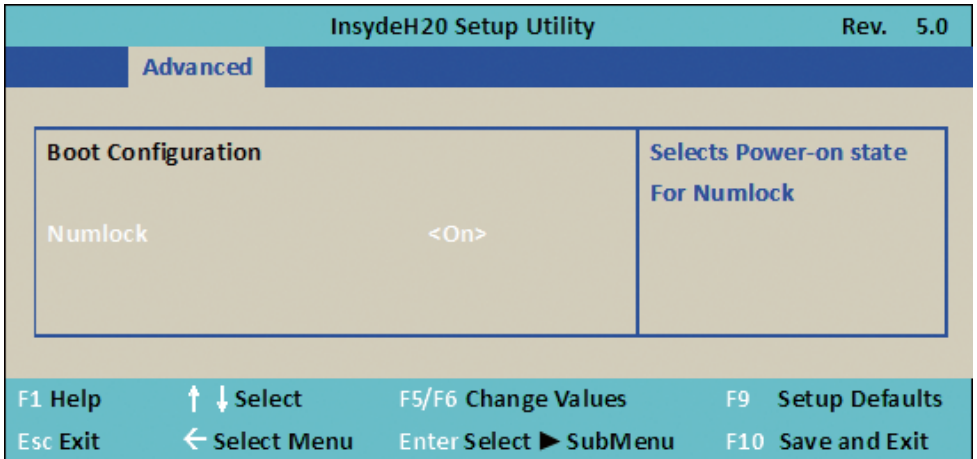 InsydeH20 Setup Utility Rev. 5.0
Advanced
Boot Configuration
Selects Power-on state
For Numlock
Numlock <On>
F1 Help ↑ ↓ Select F5/F6 Change Values F9 Setup Defaults
Esc Exit ← Select Menu Enter Select ▶ SubMenu F10 Save and Exit